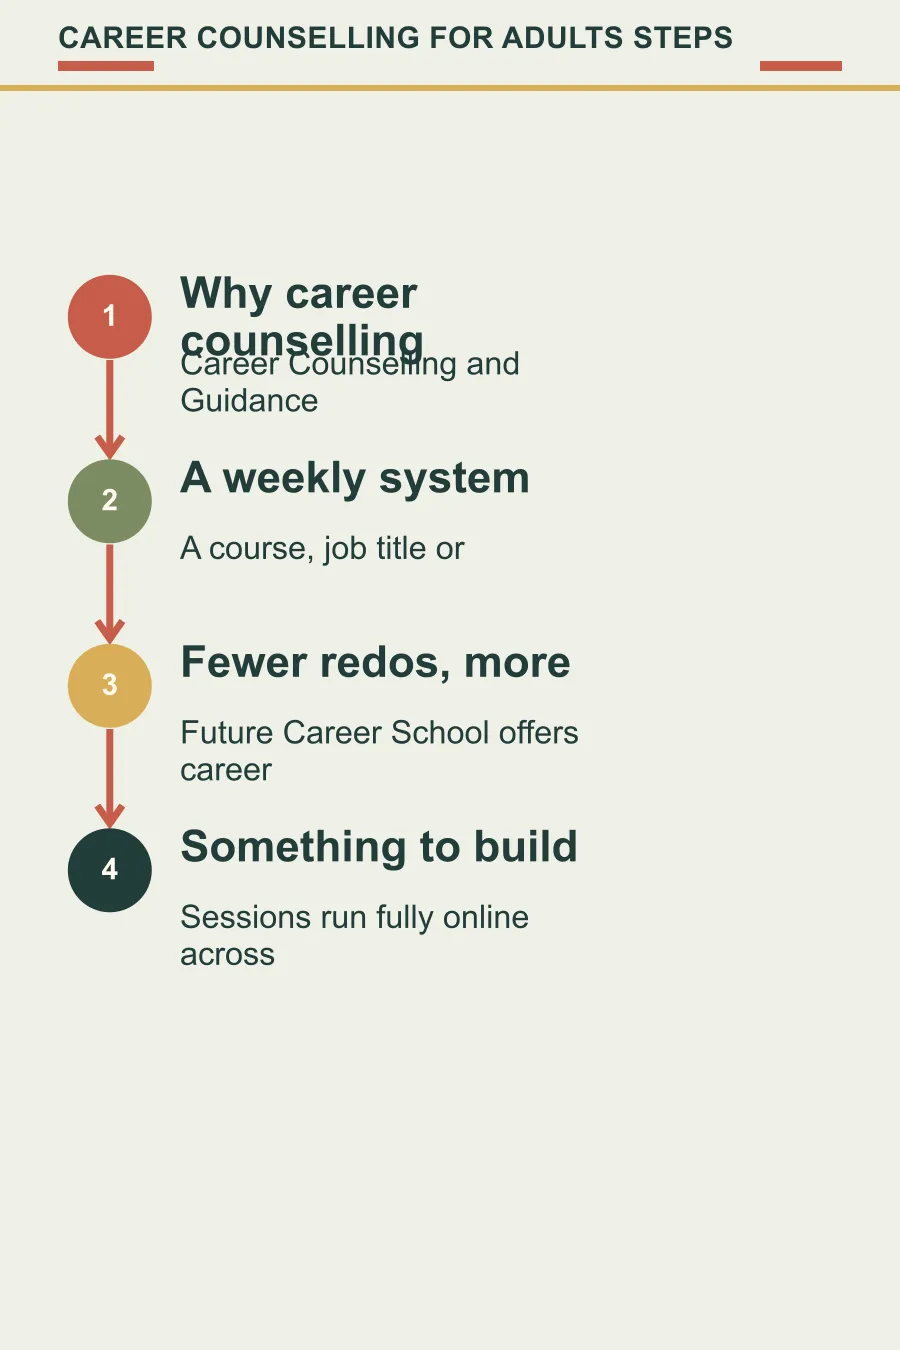 CAREER COUNSELLING FOR ADULTS STEPS
1
Why career
counselling
Career Counselling and
Guidance
2
A weekly system
A course, job title or
3
Fewer redos, more
Future Career School offers
career
4
Something to build
Sessions run fully online
across